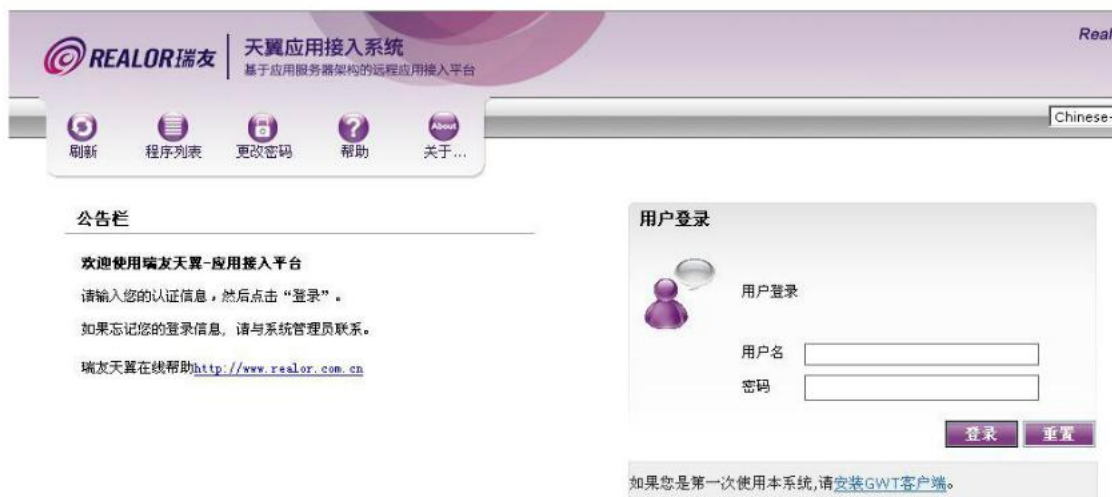 REALOR瑞友
天翼应用接入系统
基于应用服务器架构的远程应用接入平台
Real
Chinese-
刷新
程序列表
更改密码
帮助
About
关于...
公告栏
欢迎使用瑞友天翼-应用接入平台
请输入您的认证信息，然后点击“登录”。
如果忘记您的登录信息，请与系统管理员联系。
瑞友天翼在线帮助http://www.realor.com.cn
用户登录
用户登录
用户名
密码
登录 重置
如果您是第一次使用本系统,请安装GWT客户端。